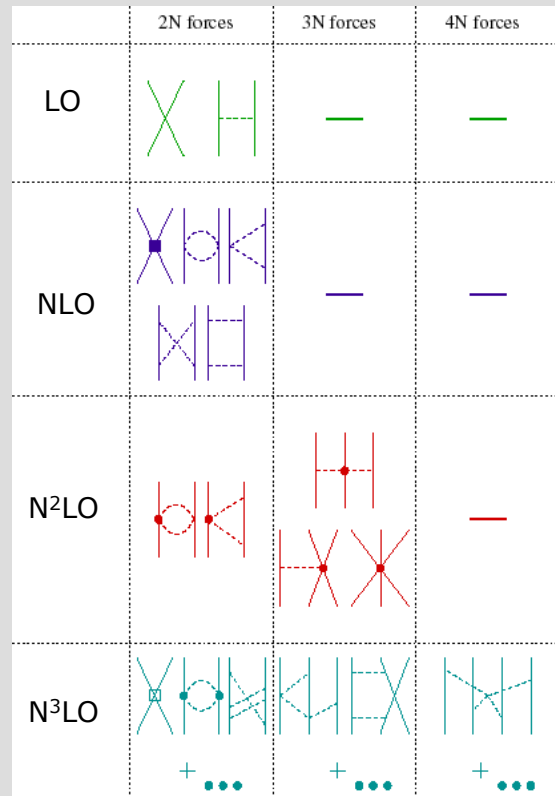 2N forces 3N forces 4N forces
LO
NLO
N²LO
N³LO
+ ... + ... + ...